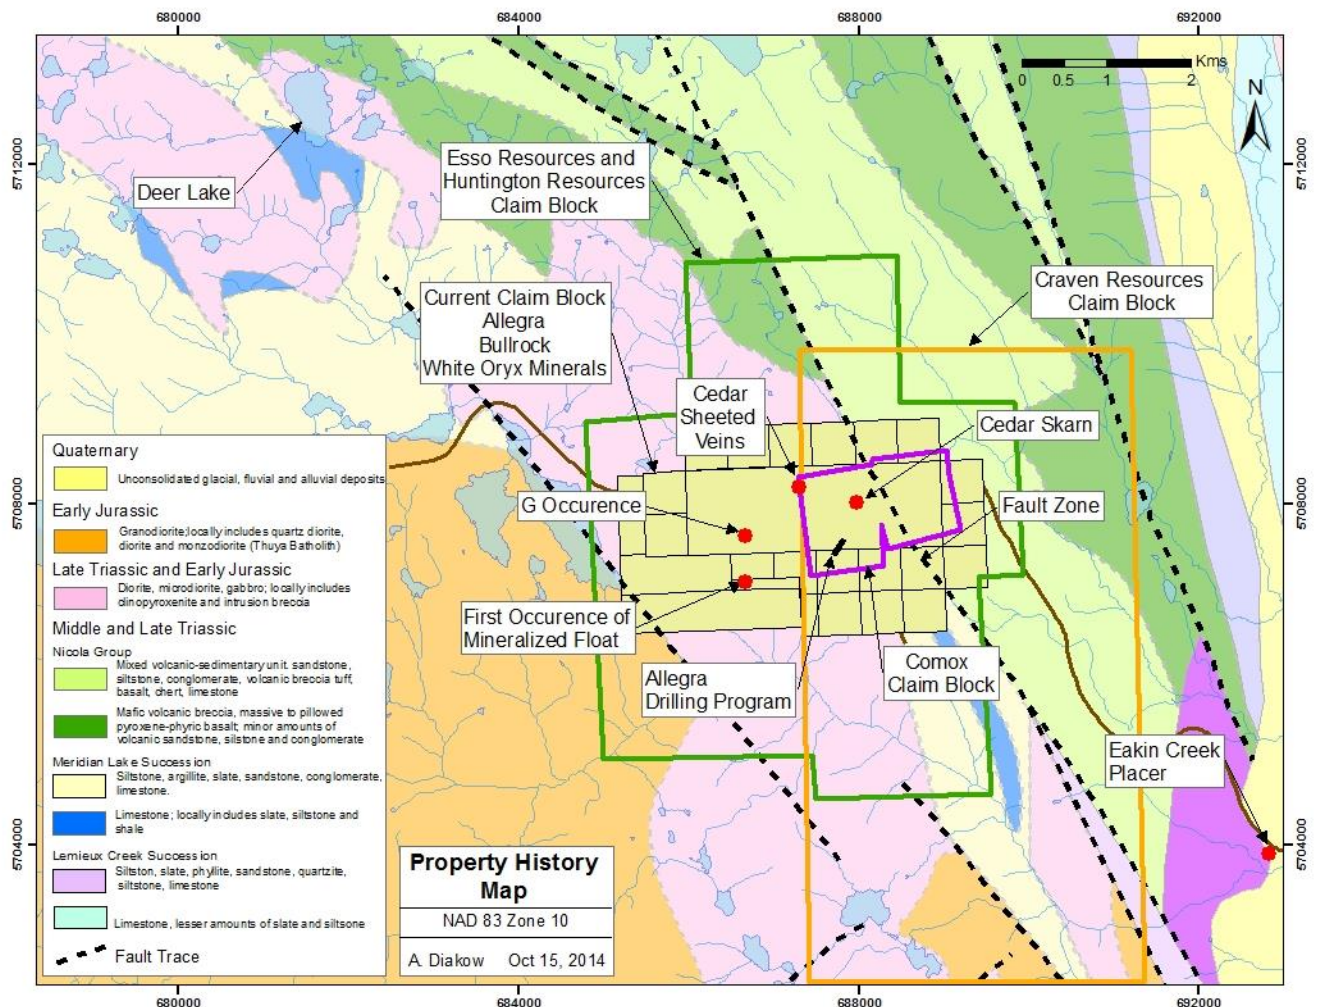 680000
684000
688000
692000
Kms
0 0.5 1 2
N
5712000
5712000
Esso Resources and
Huntington Resources
Claim Block
Deer Lake
Craven Resources
Claim Block
Current Claim Block
Allegra
Bullrock
White Oryx Minerals
Cedar
Sheeted
Veins
Cedar Skarn
G Occurence
Fault Zone
5708000
5708000
First Occurence of
Mineralized Float
Allegra
Drilling Program
Comox
Claim Block
Eakin Creek
Placer
Quaternary
Unconsolidated glacial, fluvial and alluvial deposits
Early Jurassic
Granodiorite;locally includes quartz diorite,
diorite and monzodiorite (Thuya Batholith)
Late Triassic and Early Jurassic
Diorite, microdiorite, gabbro; locally includes
clinopyroxenite and intrusion breccia
Middle and Late Triassic
Nicola Group
Mixed volcanic-sedimentary unit. sandstone,
siltstone, conglomerate, volcanic breccia tuff,
basalt, chert, limestone
Mafic volcanic breccia, massive to pillowed
pyroxene-phyric basalt; minor amounts of
volcanic sandstone, silstone and conglomerate
Meridian Lake Succession
Siltstone, argillite, slate, sandstone, conglomerate,
limestone.
Limestone; locally includes slate, siltstone and
shale
Lemieux Creek Succession
Siltston, slate, phyllite, sandstone, quartzite,
siltstone, limestone
Limestone, lesser amounts of slate and siltsone
Fault Trace
5704000
5704000
Property History
Map
NAD 83 Zone 10
A. Diakow Oct 15, 2014
680000
684000
688000
692000